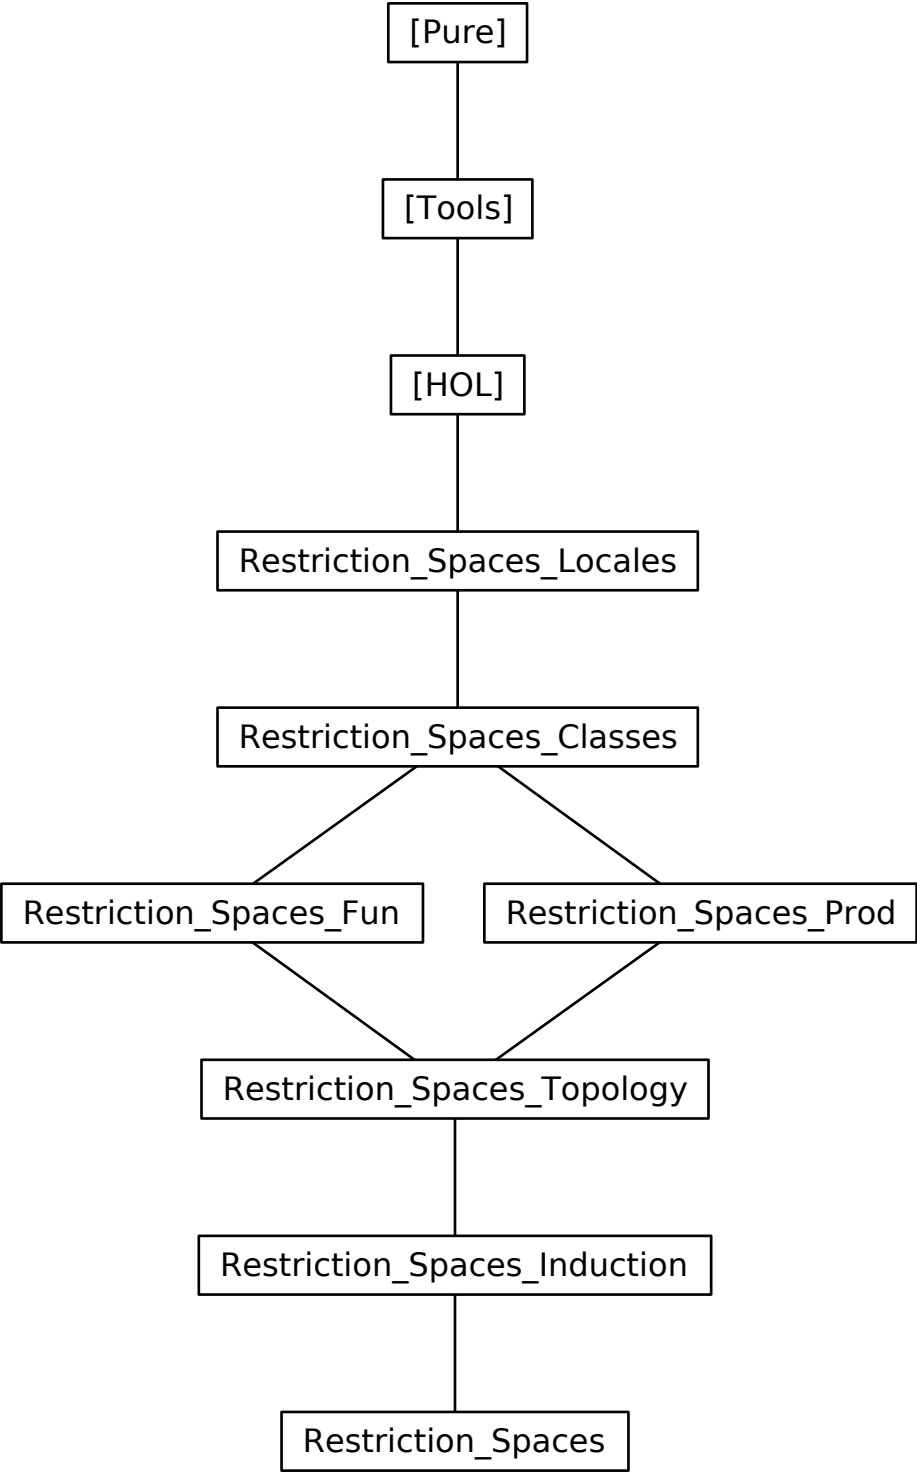 [Pure]
[Tools]
[HOL]
Restriction_Spaces_Locales
Restriction_Spaces_Classes
Restriction_Spaces_Fun
Restriction_Spaces_Prod
Restriction_Spaces_Topology
Restriction_Spaces_Induction
Restriction_Spaces